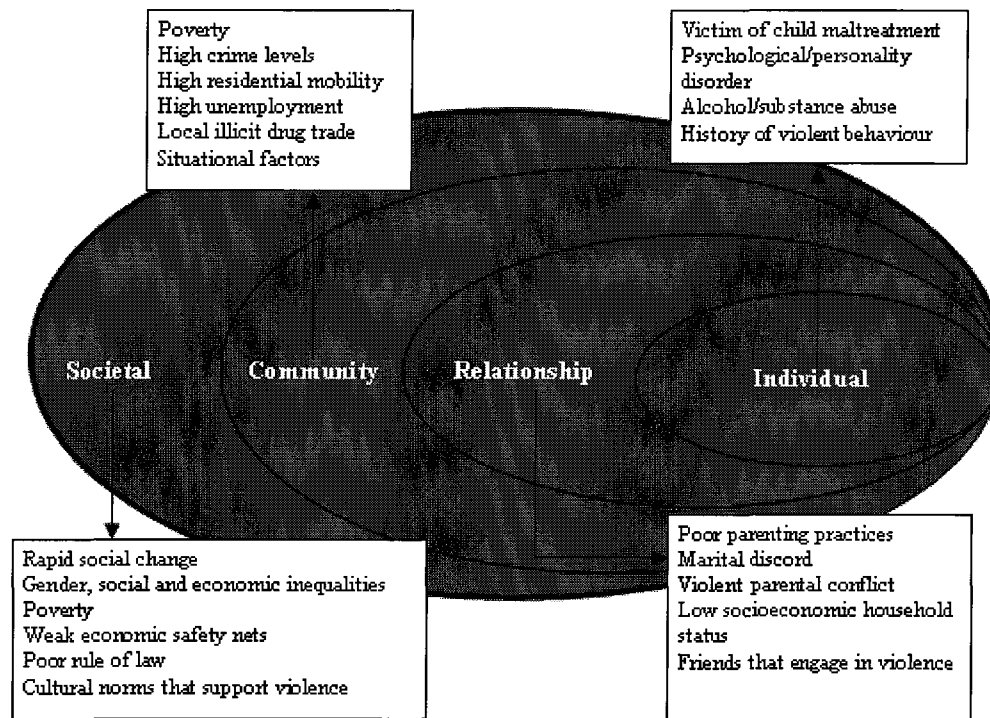 Poverty
High crime levels
High residential mobility
High unemployment
Local illicit drug trade
Situational factors
Victim of child maltreatment
Psychological/personality
disorder
Alcohol/substance abuse
History of violent behaviour
Societal
Community
Relationship
Individual
Rapid social change
Gender, social and economic inequalities
Poverty
Weak economic safety nets
Poor rule of law
Cultural norms that support violence
Poor parenting practices
Marital discord
Violent parental conflict
Low socioeconomic household
status
Friends that engage in violence